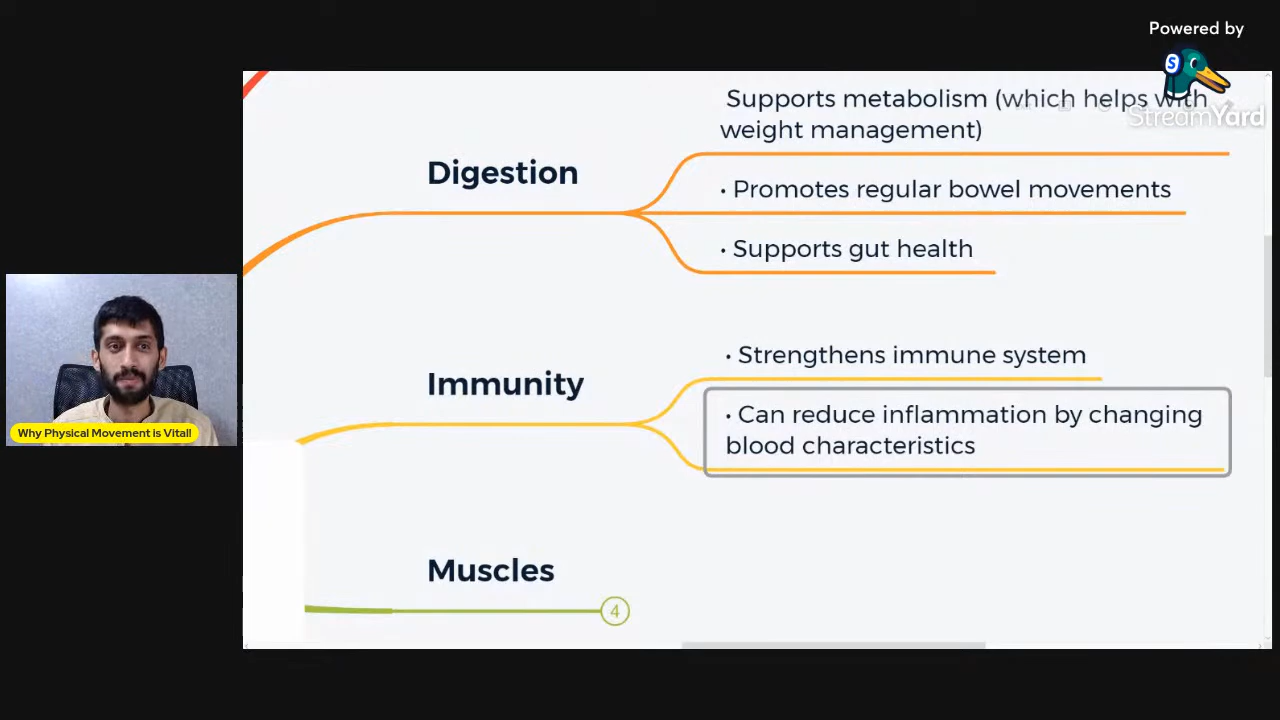 Powered by
StreamYard
Supports metabolism (which helps with
weight management)
Digestion
• Promotes regular bowel movements
• Supports gut health
• Strengthens immune system
Immunity
• Can reduce inflammation by changing
blood characteristics
Why Physical Movement is Vital!
Muscles
4